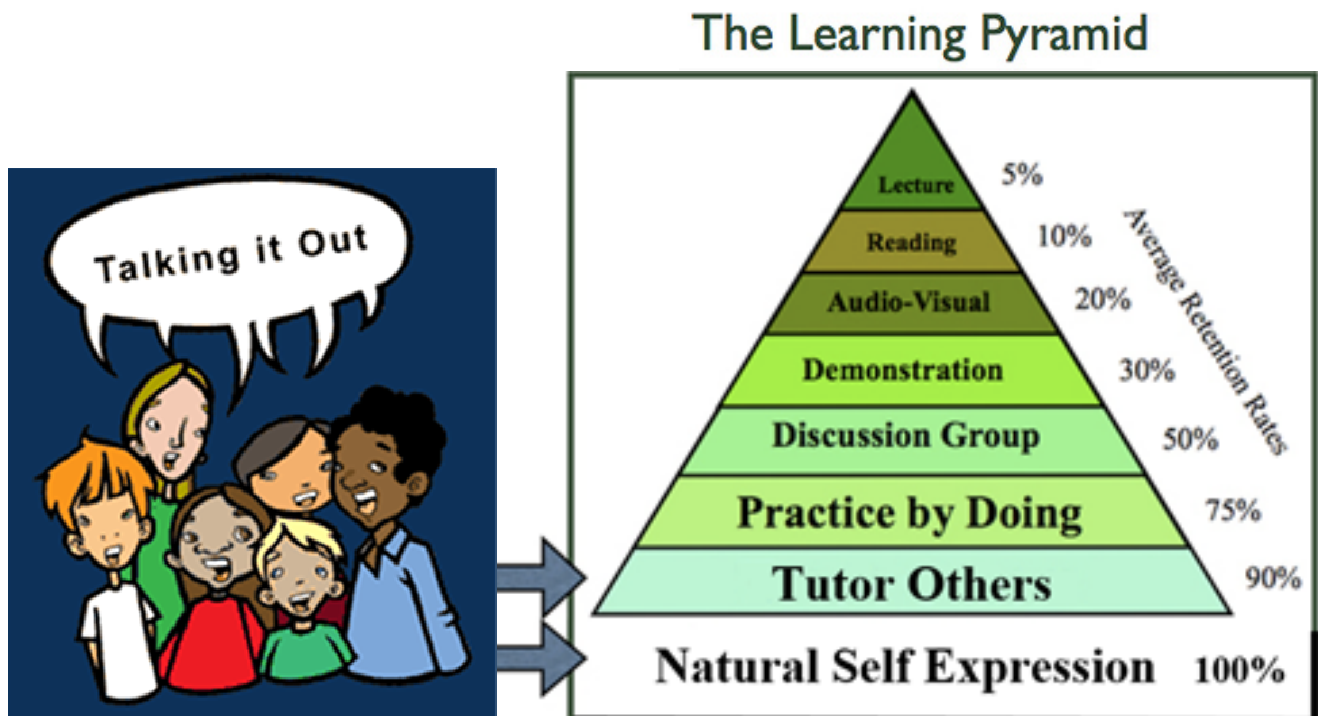 The Learning Pyramid
Talking it Out
Lecture 5%
Reading 10%
Audio-Visual 20%
Demonstration 30%
Discussion Group 50%
Practice by Doing 75%
Tutor Others 90%
Natural Self Expression 100%
Average Retention Rates